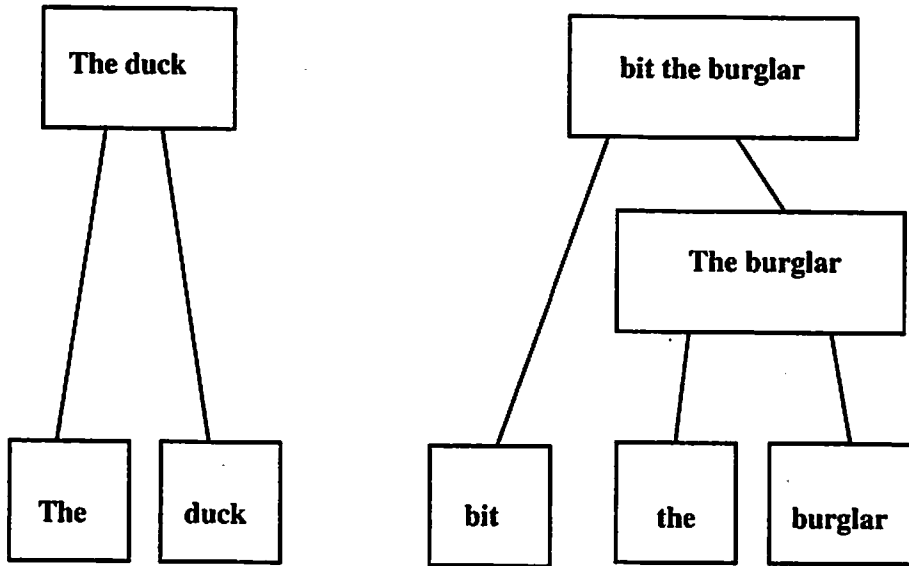 The duck
bit the burglar
The burglar
The
duck
bit
the
burglar